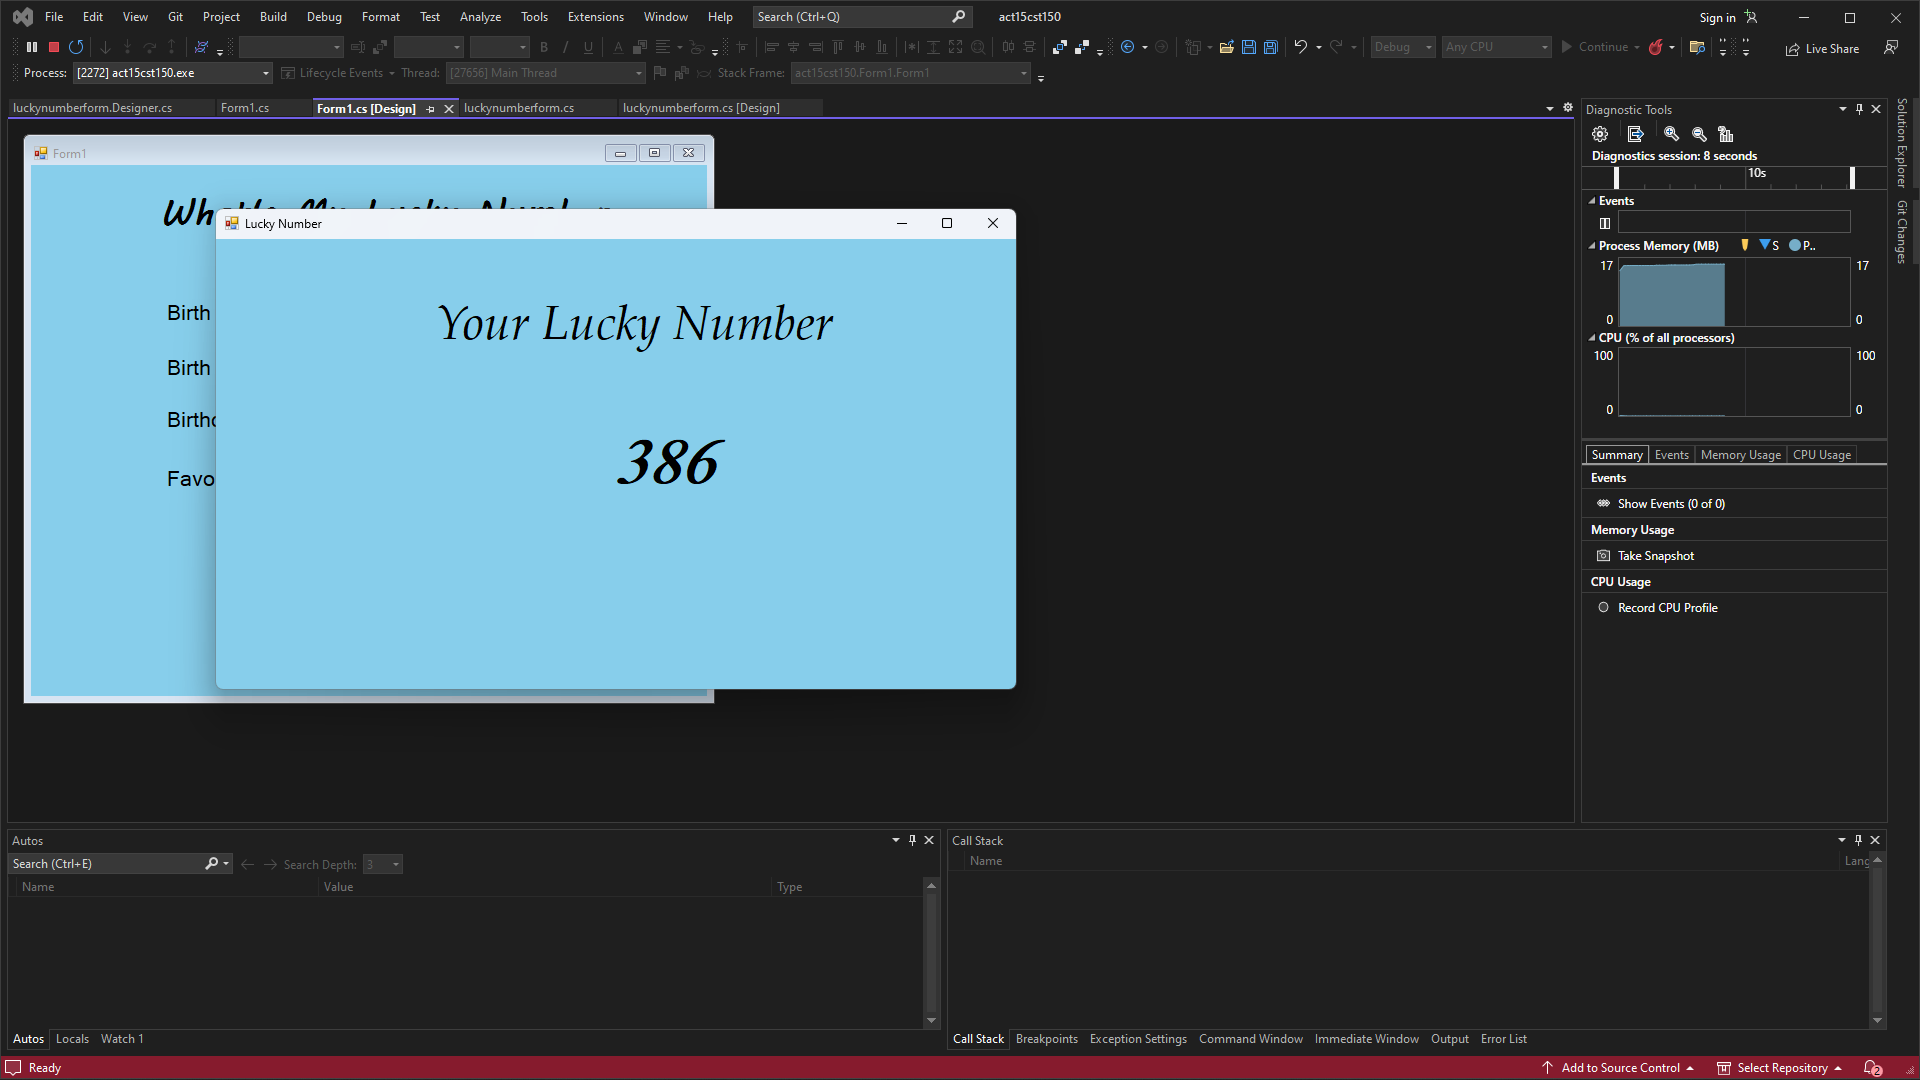 File Edit View Git Project Build Debug Format Test Analyze Tools Extensions Window Help Search (Ctrl+Q) act15cst150 Sign in
Debug Any CPU Continue Live Share
Process: [2272] act15cst150.exe Lifecycle Events Thread: [27656] Main Thread Stack Frame: act15cst150.Form1.Form1
luckynumberform.Designer.cs Form1.cs Form1.cs [Design] luckynumberform.cs luckynumberform.cs [Design]
Form1
Lucky Number
Your Lucky Number
386
Birth
Birth
Favo
Diagnostic Tools
Diagnostics session: 8 seconds
10s
Events
Process Memory (MB) S P..
17 17
0 0
CPU (% of all processors)
100 100
0 0
Summary Events Memory Usage CPU Usage
Events
Show Events (0 of 0)
Memory Usage
Take Snapshot
CPU Usage
Record CPU Profile
Solution Explorer
Git Changes
Autos
Search (Ctrl+E) Search Depth: 3
Name Value Type
Autos Locals Watch 1
Call Stack
Name Lang
Call Stack Breakpoints Exception Settings Command Window Immediate Window Output Error List
Ready Add to Source Control Select Repository 2